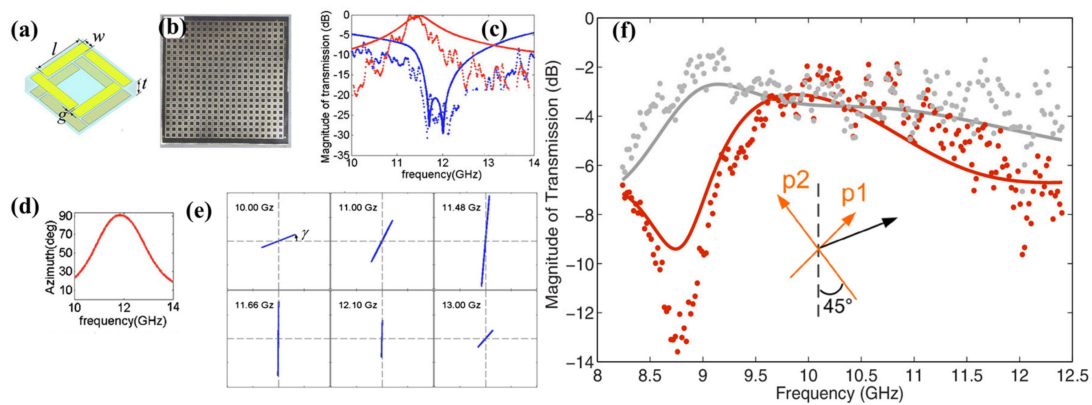 (a)
l
w
t
g
(b)
(c)
Magnitude of transmission (dB)
0
-5
-10
-15
-20
-25
-30
-35
10 11 12 13 14
frequency(GHz)
(d)
Azimuth(deg)
90
70
50
30
10
10 12 14
frequency(GHz)
(e)
10.00 Gz
γ
11.00 Gz
11.48 Gz
11.66 Gz
12.10 Gz
13.00 Gz
(f)
Magnitude of Transmission (dB)
0
−2
−4
−6
−8
−10
−12
−14
p2 p1
45°
8 8.5 9 9.5 10 10.5 11 11.5 12 12.5
Frequency (GHz)